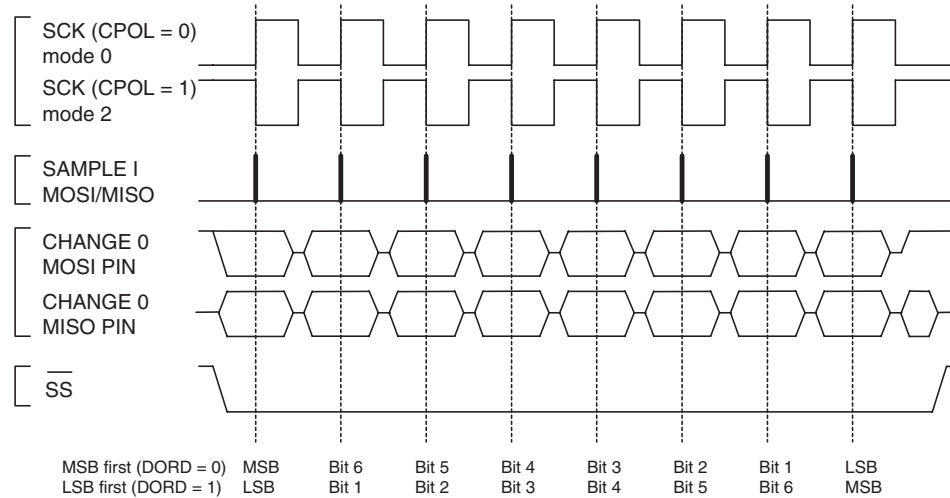 SCK (CPOL = 0)
mode 0
SCK (CPOL = 1)
mode 2
SAMPLE I
MOSI/MISO
CHANGE 0
MOSI PIN
CHANGE 0
MISO PIN
SS
MSB first (DORD = 0) MSB Bit 6 Bit 5 Bit 4 Bit 3 Bit 2 Bit 1 LSB
LSB first (DORD = 1) LSB Bit 1 Bit 2 Bit 3 Bit 4 Bit 5 Bit 6 MSB